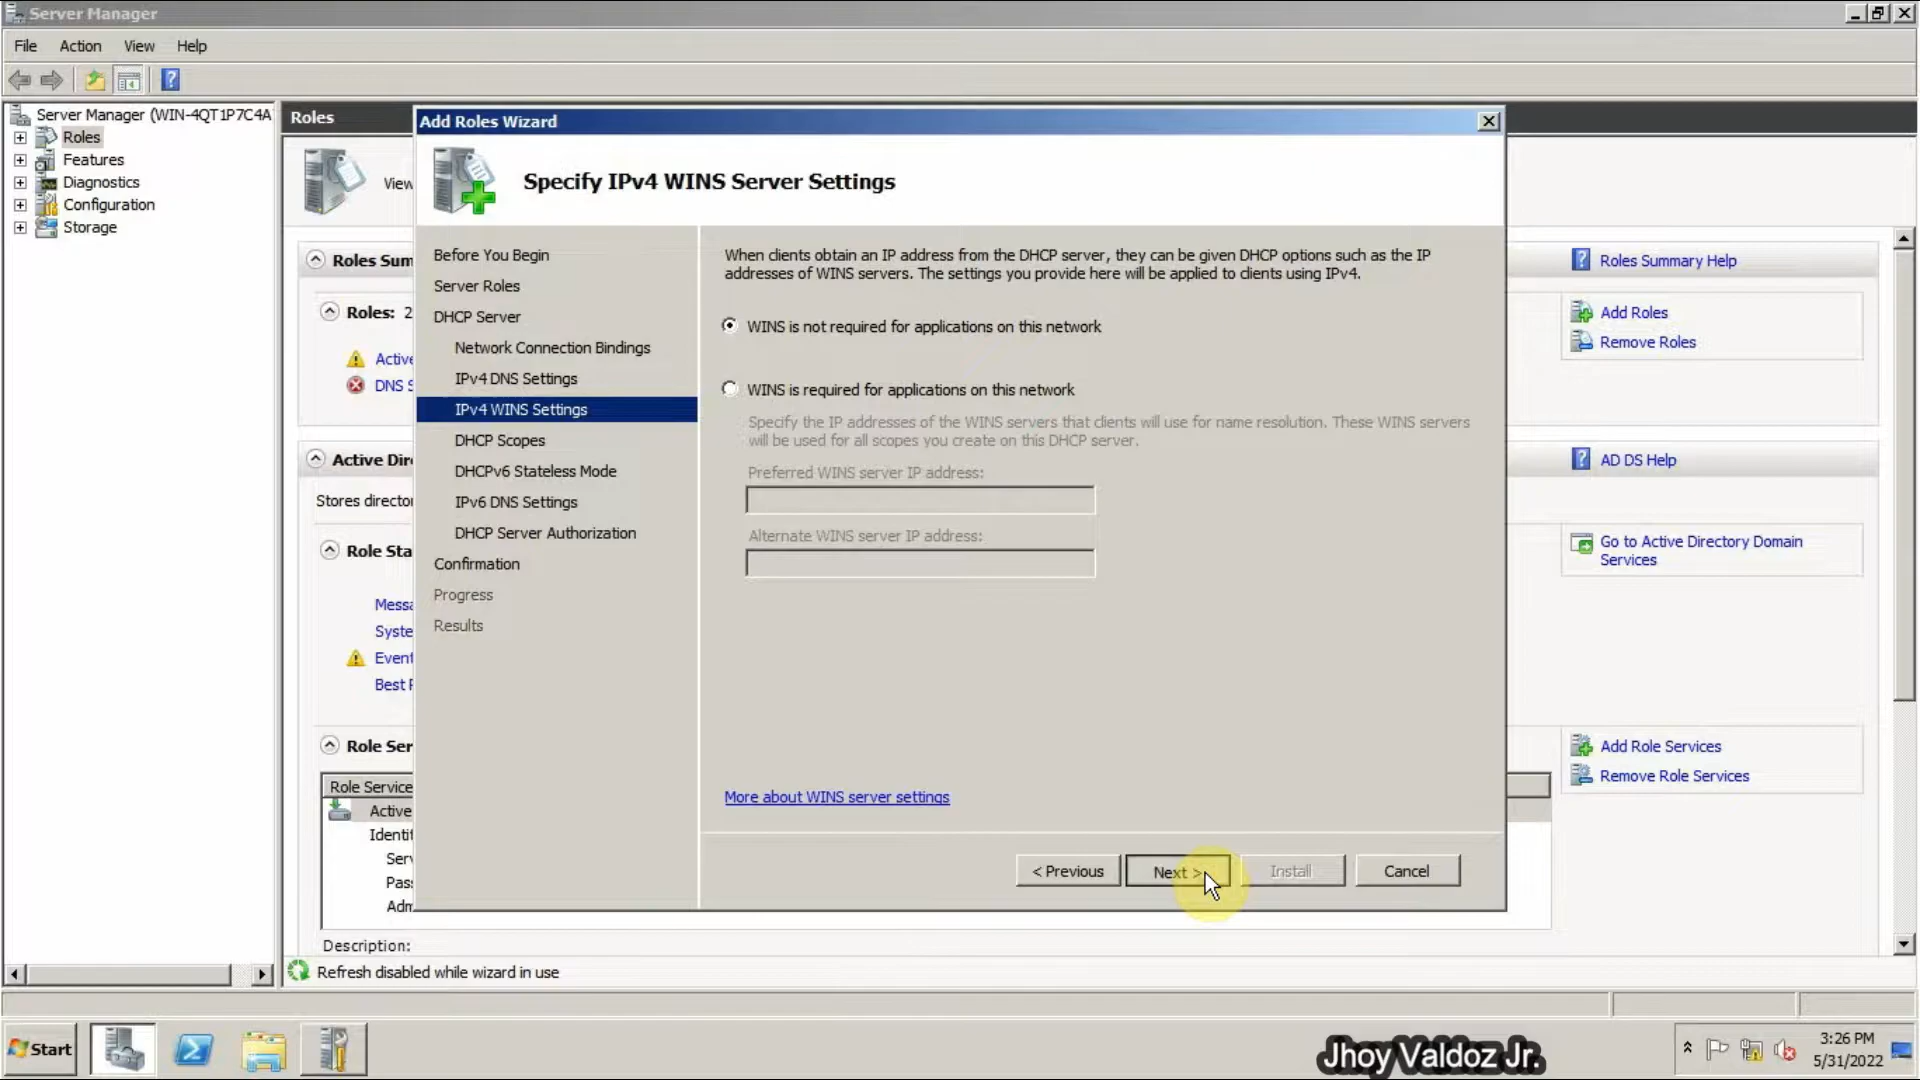 Server Manager
File Action View Help
Server Manager (WIN-4QT1P7C4A
Roles
Features
Diagnostics
Configuration
Storage
Roles
View
Roles Sum
Roles: 2
Active
DNS S
Active Dire
Stores director
Role Sta
Messa
Syste
Event
Best P
Role Ser
Role Service
Active
Identit
Serv
Pass
Adm
Description:
Refresh disabled while wizard in use
Add Roles Wizard
Specify IPv4 WINS Server Settings
Before You Begin
Server Roles
DHCP Server
Network Connection Bindings
IPv4 DNS Settings
IPv4 WINS Settings
DHCP Scopes
DHCPv6 Stateless Mode
IPv6 DNS Settings
DHCP Server Authorization
Confirmation
Progress
Results
When clients obtain an IP address from the DHCP server, they can be given DHCP options such as the IP
addresses of WINS servers. The settings you provide here will be applied to clients using IPv4.
WINS is not required for applications on this network
WINS is required for applications on this network
Specify the IP addresses of the WINS servers that clients will use for name resolution. These WINS servers
will be used for all scopes you create on this DHCP server.
Preferred WINS server IP address:
Alternate WINS server IP address:
More about WINS server settings
< Previous
Next >
Install
Cancel
Roles Summary Help
Add Roles
Remove Roles
AD DS Help
Go to Active Directory Domain
Services
Add Role Services
Remove Role Services
Start
Jhoy Valdoz Jr.
3:26 PM
5/31/2022